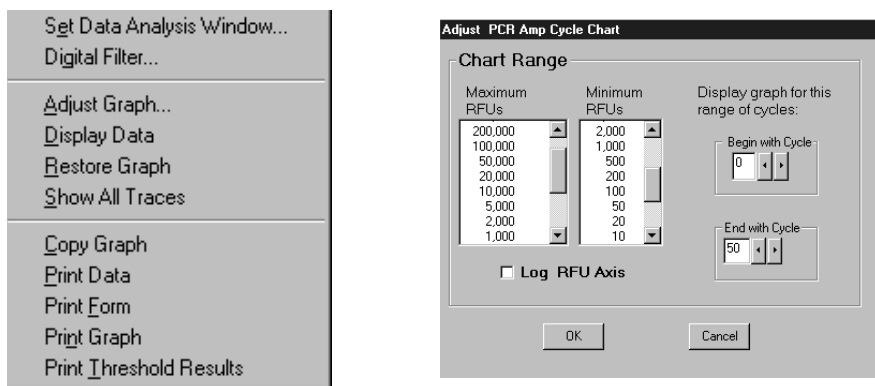 Set Data Analysis Window...
Digital Filter...
Adjust Graph...
Display Data
Restore Graph
Show All Traces
Copy Graph
Print Data
Print Form
Print Graph
Print Threshold Results
Adjust PCR Amp Cycle Chart
Chart Range
Maximum
RFUs
200,000
100,000
50,000
20,000
10,000
5,000
2,000
1,000
Minimum
RFUs
2,000
1,000
500
200
100
50
20
10
Display graph for this
range of cycles:
Begin with Cycle
0
End with Cycle
50
Log RFU Axis
OK
Cancel